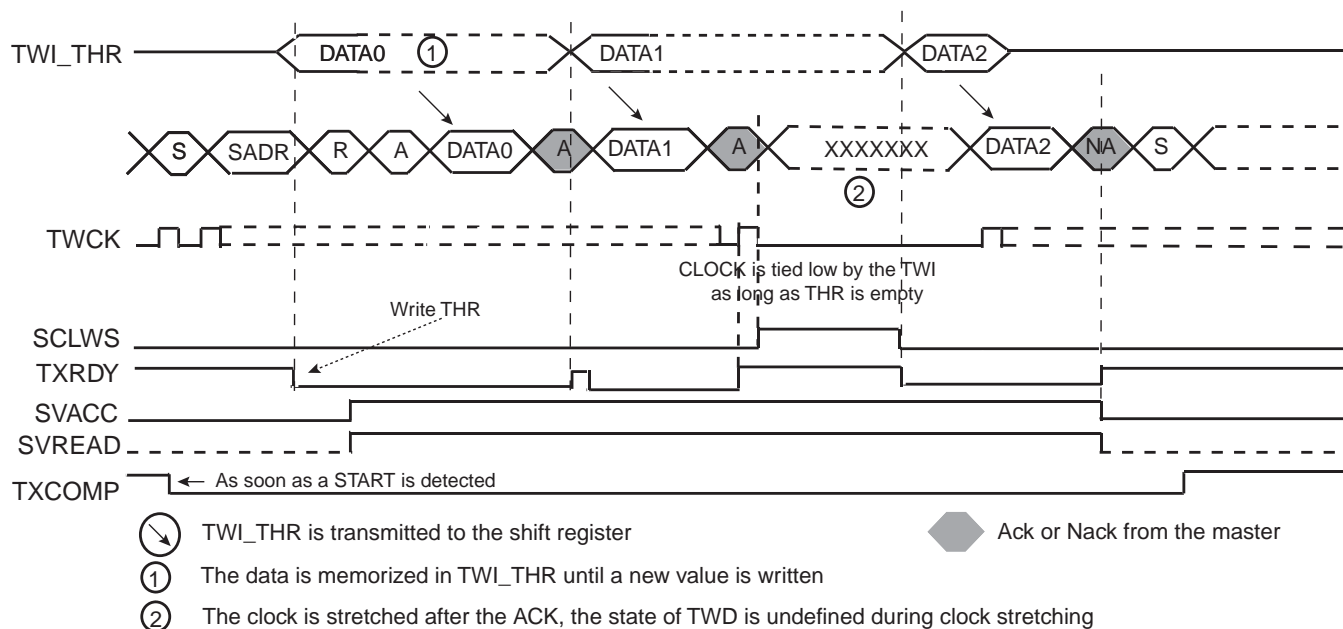 TWI_THR DATA0 1 DATA1 DATA2
S SADR R A DATA0 A DATA1 A XXXXXXX DATA2 NA S
2
TWCK
CLOCK is tied low by the TWI
as long as THR is empty
Write THR
SCLWS
TXRDY
SVACC
SVREAD
TXCOMP As soon as a START is detected
TWI_THR is transmitted to the shift register Ack or Nack from the master
1 The data is memorized in TWI_THR until a new value is written
2 The clock is stretched after the ACK, the state of TWD is undefined during clock stretching